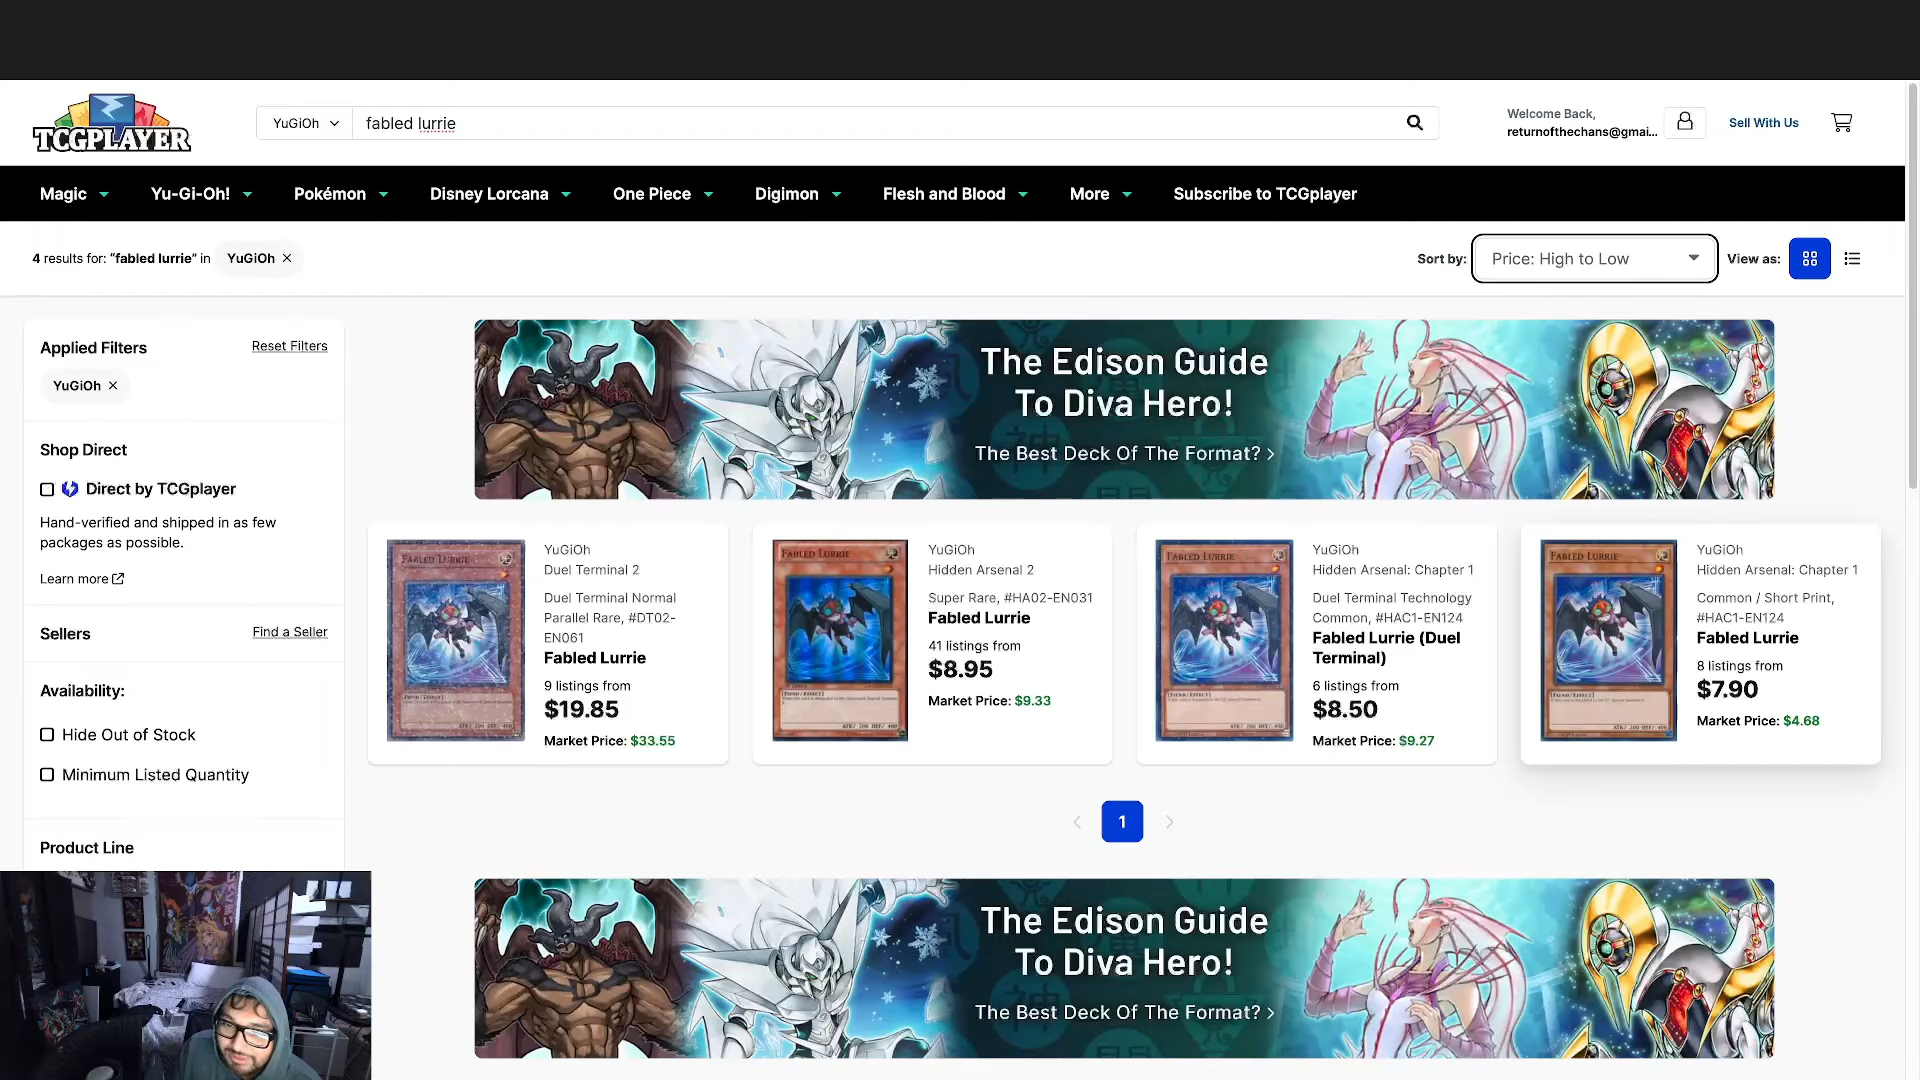 TCGPLAYER
YuGiOh
fabled lurrie
Welcome Back,
returnofthechans@gmai...
Sell With Us
Magic
Yu-Gi-Oh!
Pokémon
Disney Lorcana
One Piece
Digimon
Flesh and Blood
More
Subscribe to TCGplayer
4 results for: “fabled lurrie” in
YuGiOh ×
Sort by:
Price: High to Low
View as:
Applied Filters
Reset Filters
YuGiOh ×
Shop Direct
Direct by TCGplayer
Hand-verified and shipped in as few
packages as possible.
Learn more
Sellers
Find a Seller
Availability:
Hide Out of Stock
Minimum Listed Quantity
Product Line
The Edison Guide
To Diva Hero!
The Best Deck Of The Format? >
FABLED LURRIE
YuGiOh
Duel Terminal 2
Duel Terminal Normal
Parallel Rare, #DT02-
EN061
Fabled Lurrie
9 listings from
$19.85
Market Price: $33.55
FABLED LURRIE
YuGiOh
Hidden Arsenal 2
Super Rare, #HA02-EN031
Fabled Lurrie
41 listings from
$8.95
Market Price: $9.33
FABLED LURRIE
YuGiOh
Hidden Arsenal: Chapter 1
Duel Terminal Technology
Common, #HAC1-EN124
Fabled Lurrie (Duel
Terminal)
6 listings from
$8.50
Market Price: $9.27
FABLED LURRIE
YuGiOh
Hidden Arsenal: Chapter 1
Common / Short Print,
#HAC1-EN124
Fabled Lurrie
8 listings from
$7.90
Market Price: $4.68
1
The Edison Guide
To Diva Hero!
The Best Deck Of The Format? >